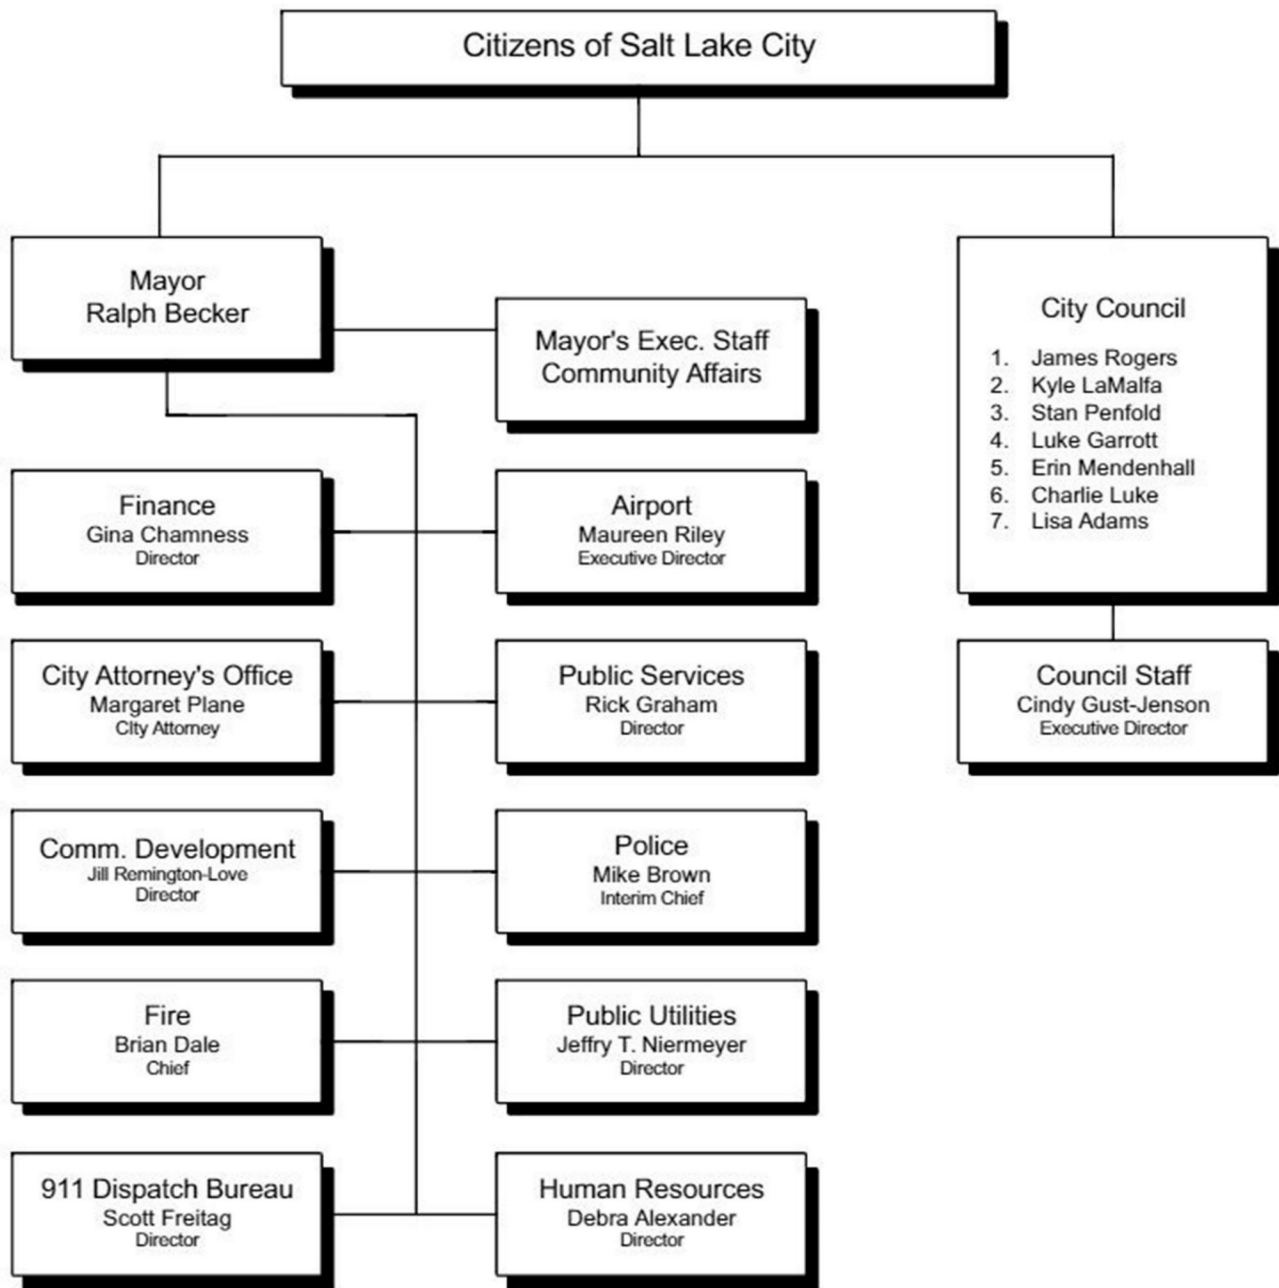 Citizens of Salt Lake City
Mayor
Ralph Becker
Mayor's Exec. Staff
Community Affairs
City Council
1. James Rogers
2. Kyle LaMalfa
3. Stan Penfold
4. Luke Garrott
5. Erin Mendenhall
6. Charlie Luke
7. Lisa Adams
Finance
Gina Chamness
Director
Airport
Maureen Riley
Executive Director
City Attorney's Office
Margaret Plane
CIty Attorney
Public Services
Rick Graham
Director
Council Staff
Cindy Gust-Jenson
Executive Director
Comm. Development
Jill Remington-Love
Director
Police
Mike Brown
Interim Chief
Fire
Brian Dale
Chief
Public Utilities
Jeffry T. Niermeyer
Director
911 Dispatch Bureau
Scott Freitag
Director
Human Resources
Debra Alexander
Director